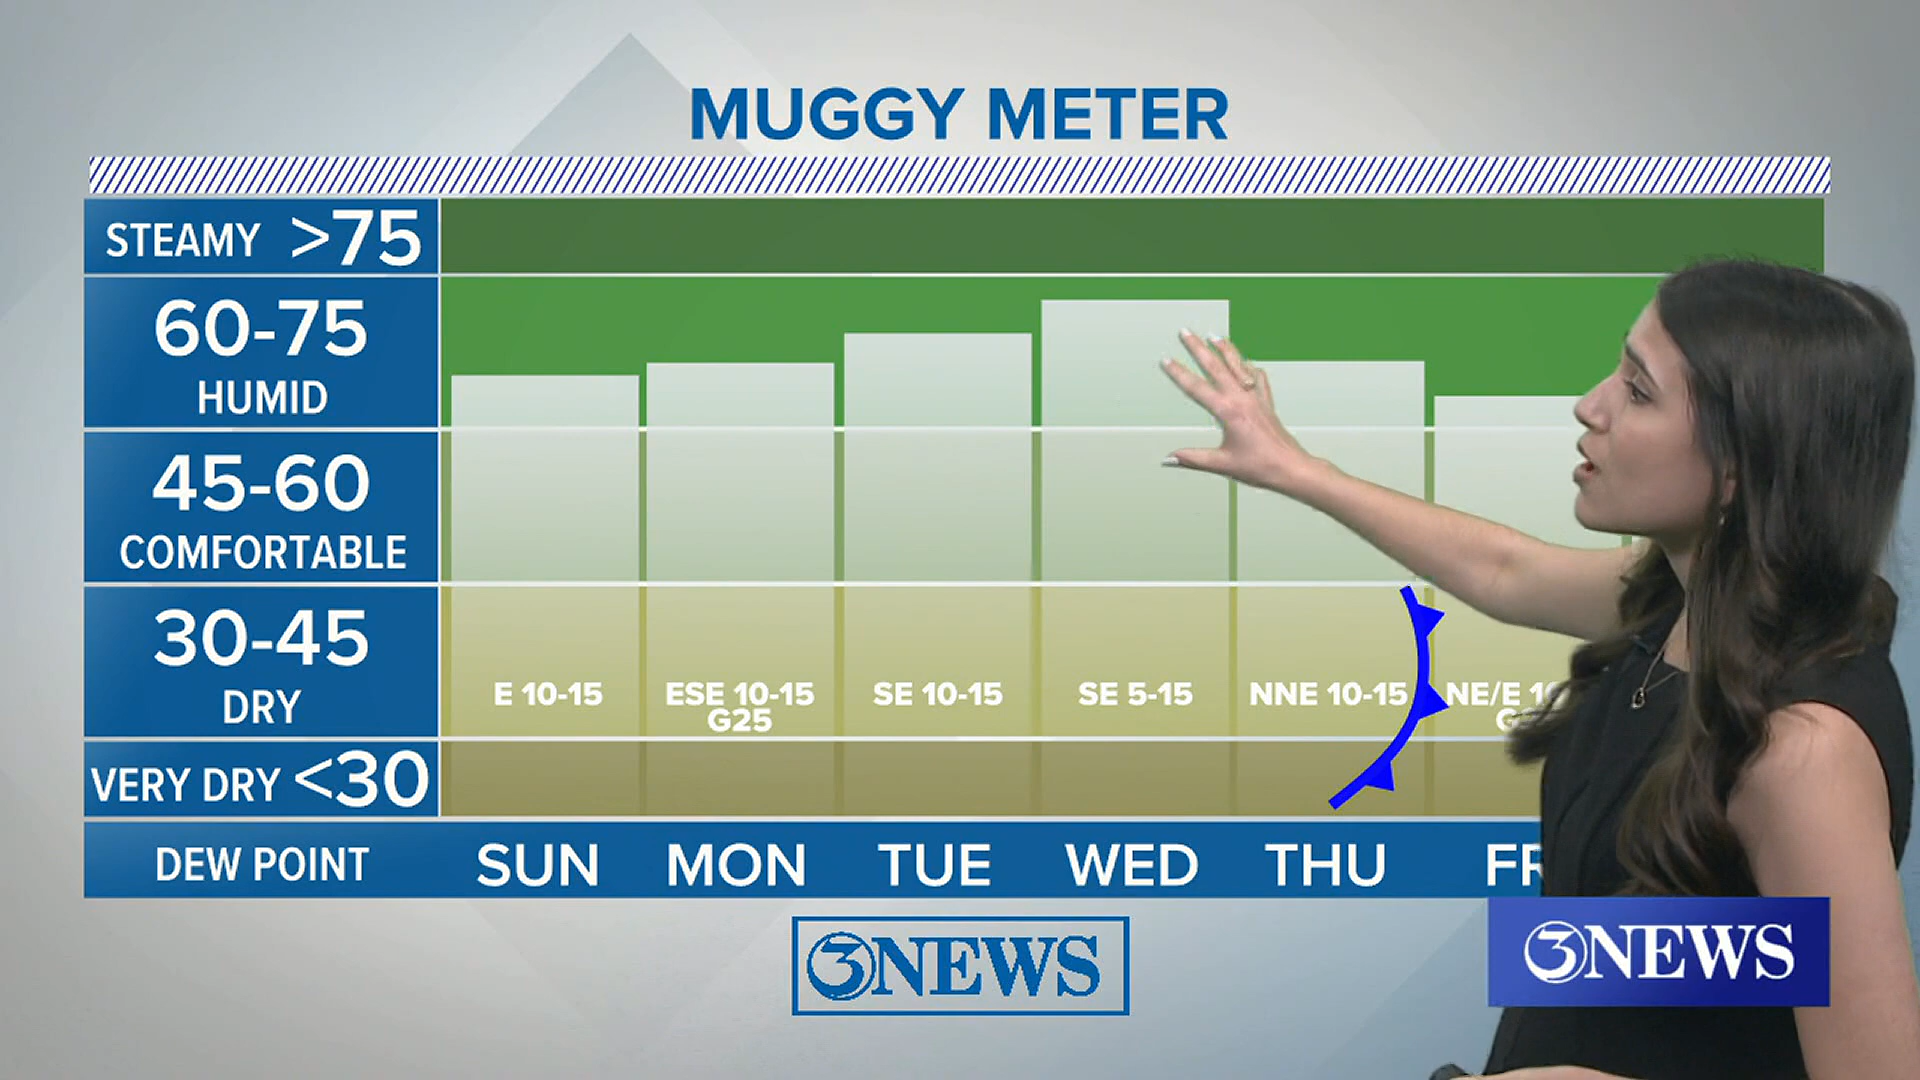 MUGGY METER
STEAMY >75
60-75
HUMID
45-60
COMFORTABLE
30-45
DRY
VERY DRY <30
E 10-15
ESE 10-15
G25
SE 10-15
SE 5-15
NNE 10-15
NE/E
DEW POINT
SUN
MON
TUE
WED
THU
3NEWS
3NEWS